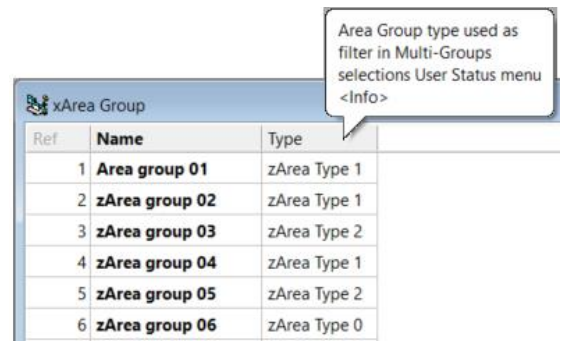 Area Group type used as
filter in Multi-Groups
selections User Status menu
<Info>
xArea Group
Ref Name Type
1 Area group 01 zArea Type 1
2 zArea group 02 zArea Type 1
3 zArea group 03 zArea Type 2
4 zArea group 04 zArea Type 1
5 zArea group 05 zArea Type 2
6 zArea group 06 zArea Type 0